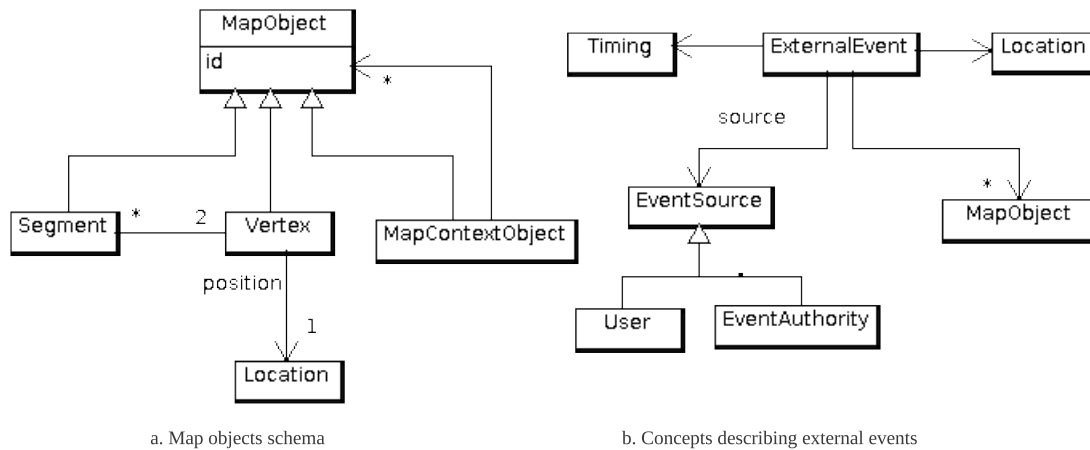 MapObject
id
*
Segment
*
2
Vertex
MapContextObject
position
1
Location
a. Map objects schema
Timing
ExternalEvent
Location
source
EventSource
*
MapObject
User
EventAuthority
b. Concepts describing external events